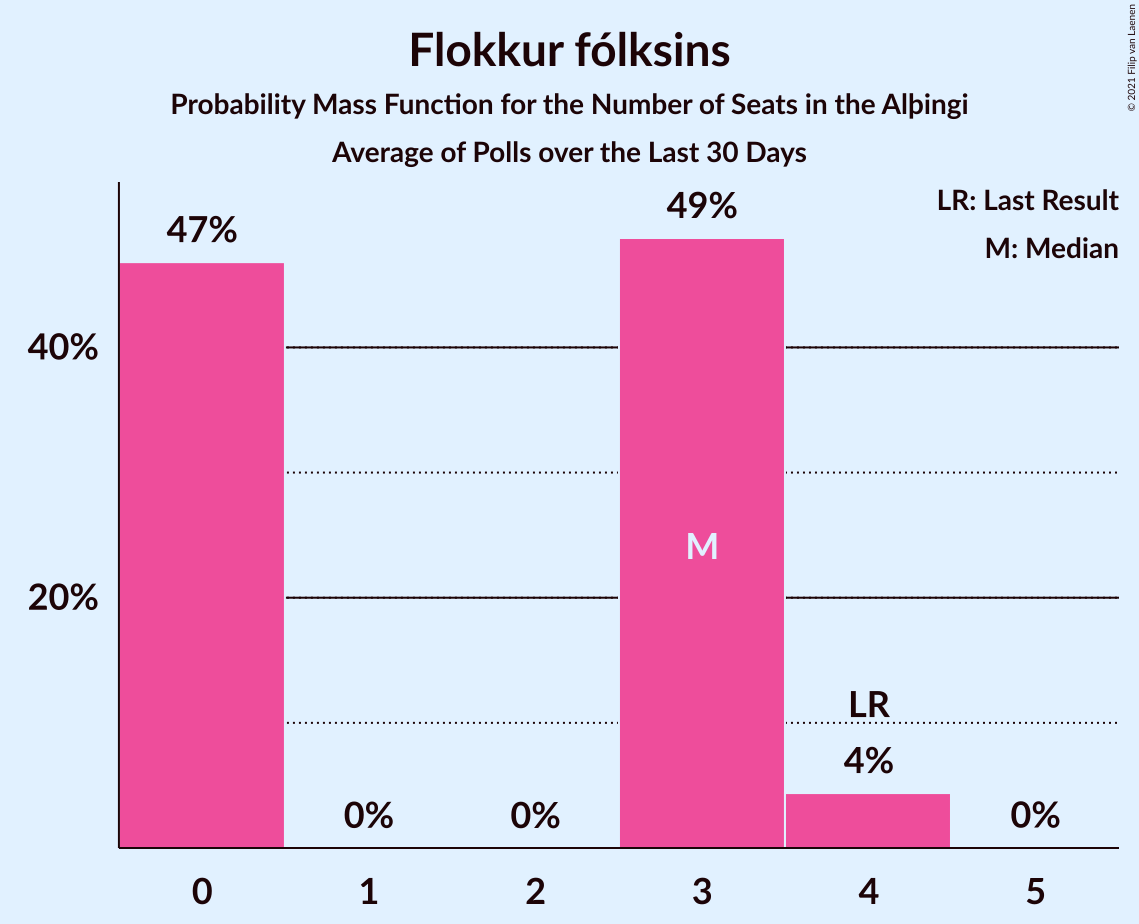 Flokkur fólksins
Probability Mass Function for the Number of Seats in the Alþingi
Average of Polls over the Last 30 Days
© 2021 Filip van Laenen
LR: Last Result
M: Median
47%
49%
40%
M
20%
LR
4%
0%
0%
0%
0
1
2
3
4
5